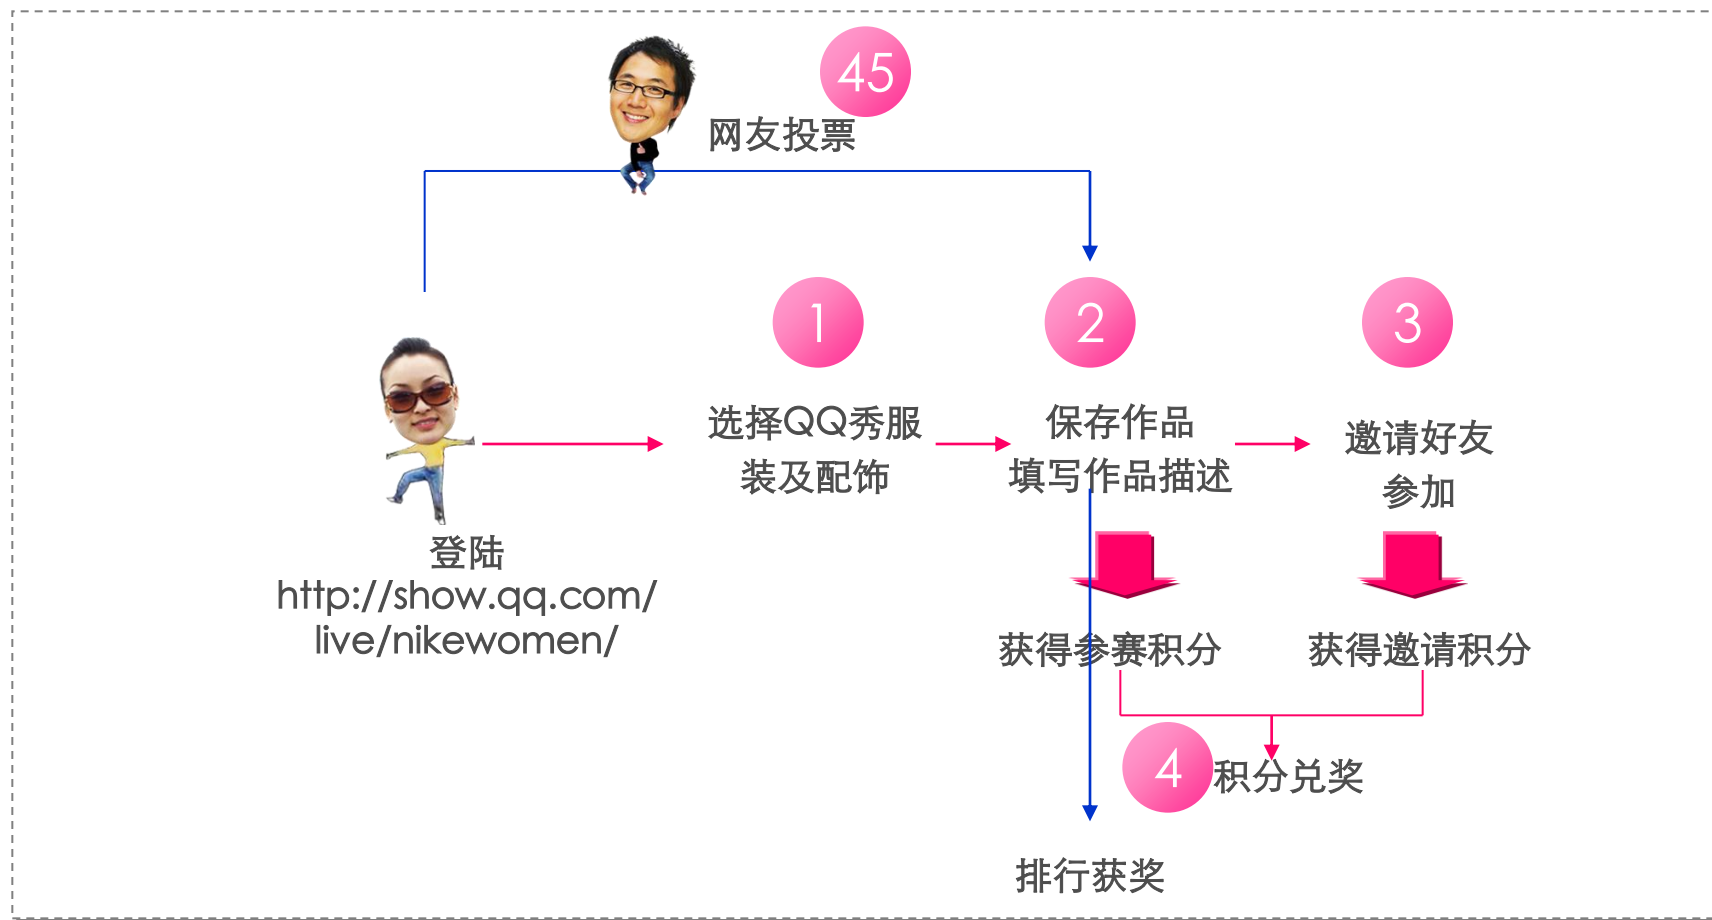 45
网友投票
1
2
3
选择QQ秀服
装及配饰
保存作品
填写作品描述
邀请好友
参加
登陆
http://show.qq.com/
live/nikewomen/
获得参赛积分
获得邀请积分
4
积分兑奖
排行获奖